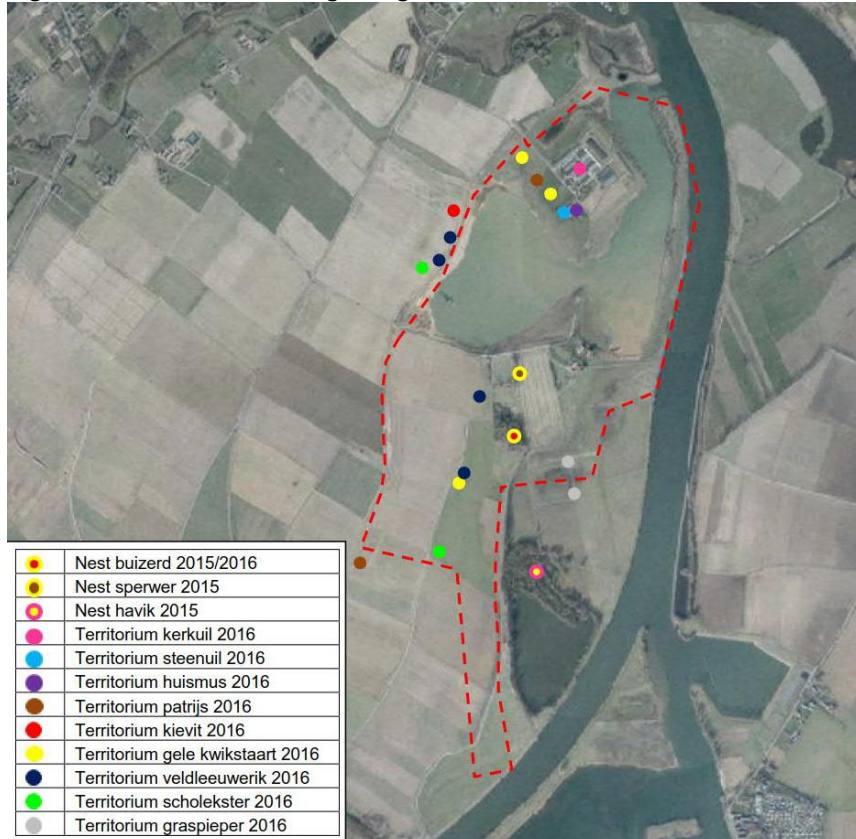 Nest buizerd 2015/2016
Nest sperwer 2015
Nest havik 2015
Territorium kerkuil 2016
Territorium steenuil 2016
Territorium huismus 2016
Territorium patrijs 2016
Territorium kievit 2016
Territorium gele kwikstaart 2016
Territorium veldleeuwerik 2016
Territorium scholekster 2016
Territorium graspieper 2016